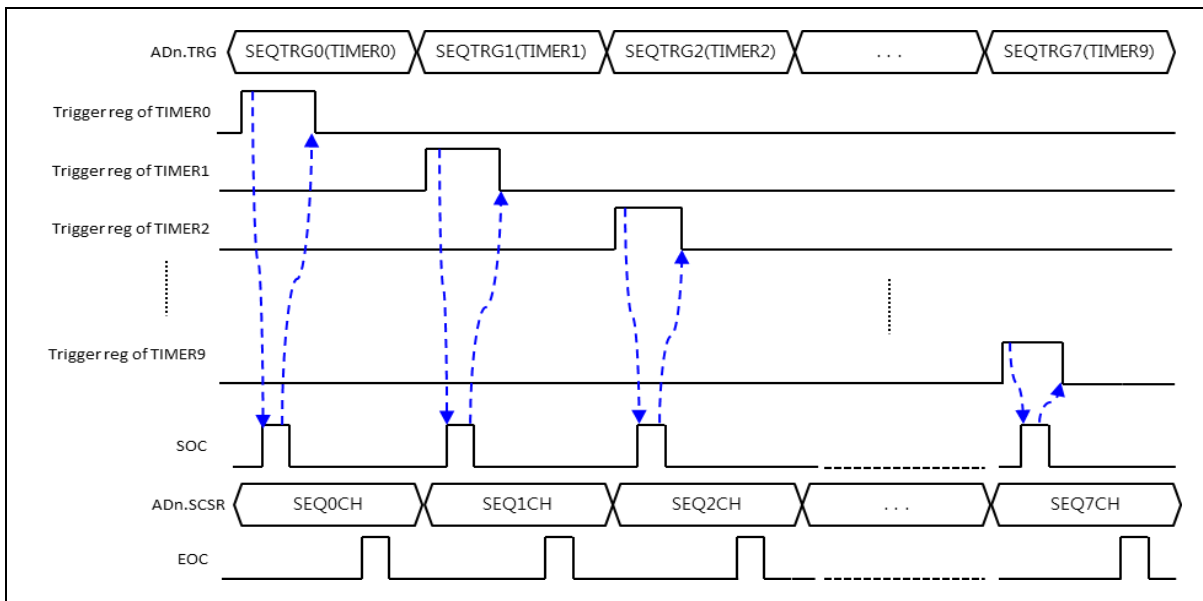 ADn.TRG SEQTRG0(TIMER0) SEQTRG1(TIMER1) SEQTRG2(TIMER2) . . . SEQTRG7(TIMER9)
Trigger reg of TIMER0
Trigger reg of TIMER1
Trigger reg of TIMER2
Trigger reg of TIMER9
SOC
ADn.SCSR SEQ0CH SEQ1CH SEQ2CH . . . SEQ7CH
EOC